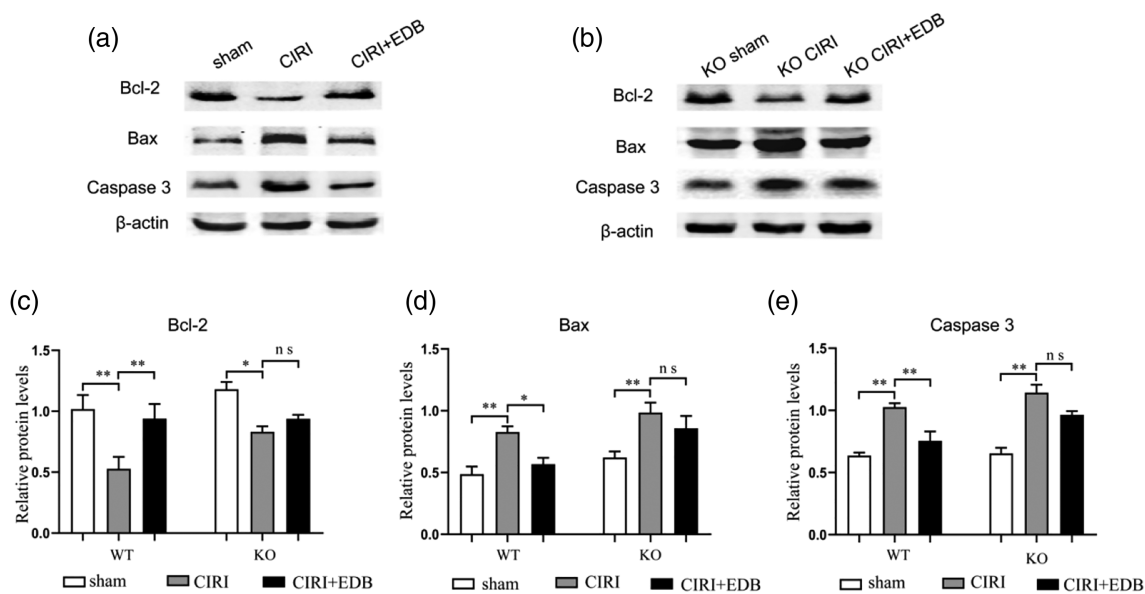 (a)
sham CIRI CIRI+EDB
Bcl-2
Bax
Caspase 3
β-actin
(b)
KO sham KO CIRI KO CIRI+EDB
Bcl-2
Bax
Caspase 3
β-actin
(c)
Bcl-2
Relative protein levels
1.5
1.0
0.5
0.0
** ** * n s
WT KO
sham CIRI CIRI+EDB
(d)
Bax
Relative protein levels
1.5
1.0
0.5
0.0
** * ** n s
WT KO
sham CIRI CIRI+EDB
(e)
Caspase 3
Relative protein levels
1.5
1.0
0.5
0.0
** ** ** n s
WT KO
sham CIRI CIRI+EDB